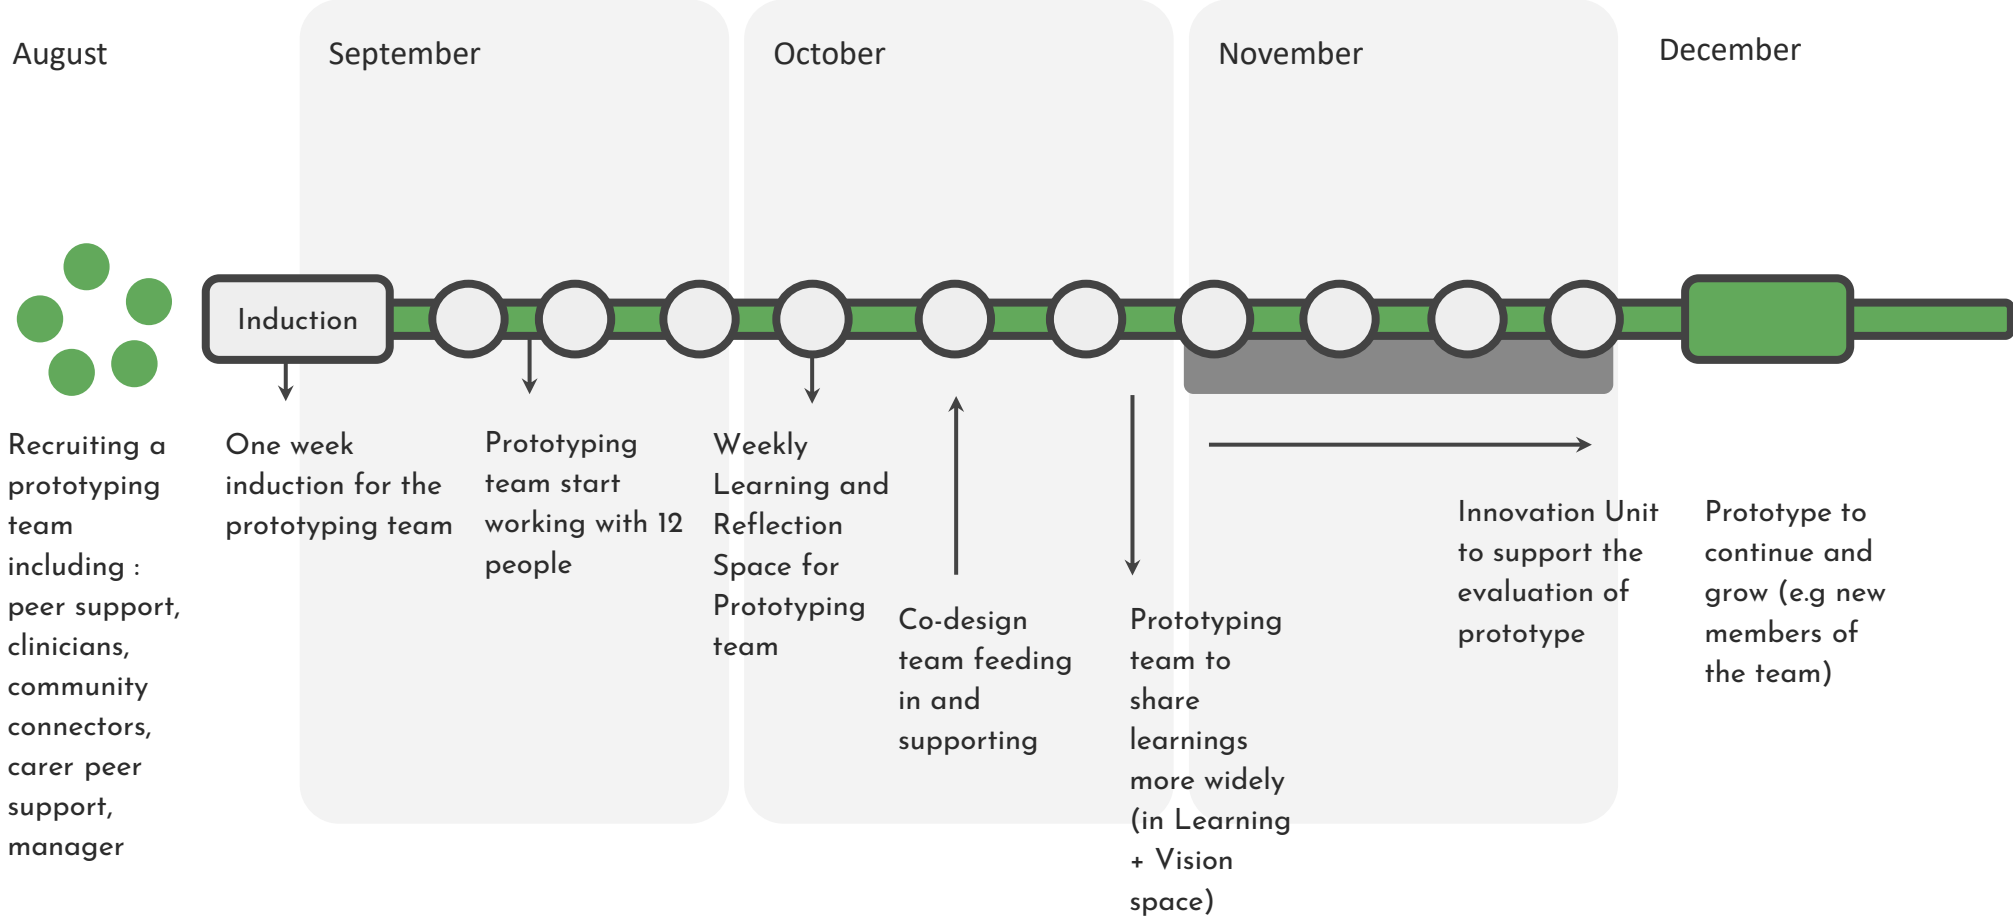 August
September
October
November
December
Induction
Recruiting a
prototyping
team
including :
peer support,
clinicians,
community
connectors,
carer peer
support,
manager
One week
induction for the
prototyping team
Prototyping
team start
working with 12
people
Weekly
Learning and
Reflection
Space for
Prototyping
team
Co-design
team feeding
in and
supporting
Prototyping
team to
share
learnings
more widely
(in Learning
+ Vision
space)
Innovation Unit
to support the
evaluation of
prototype
Prototype to
continue and
grow (e.g new
members of
the team)